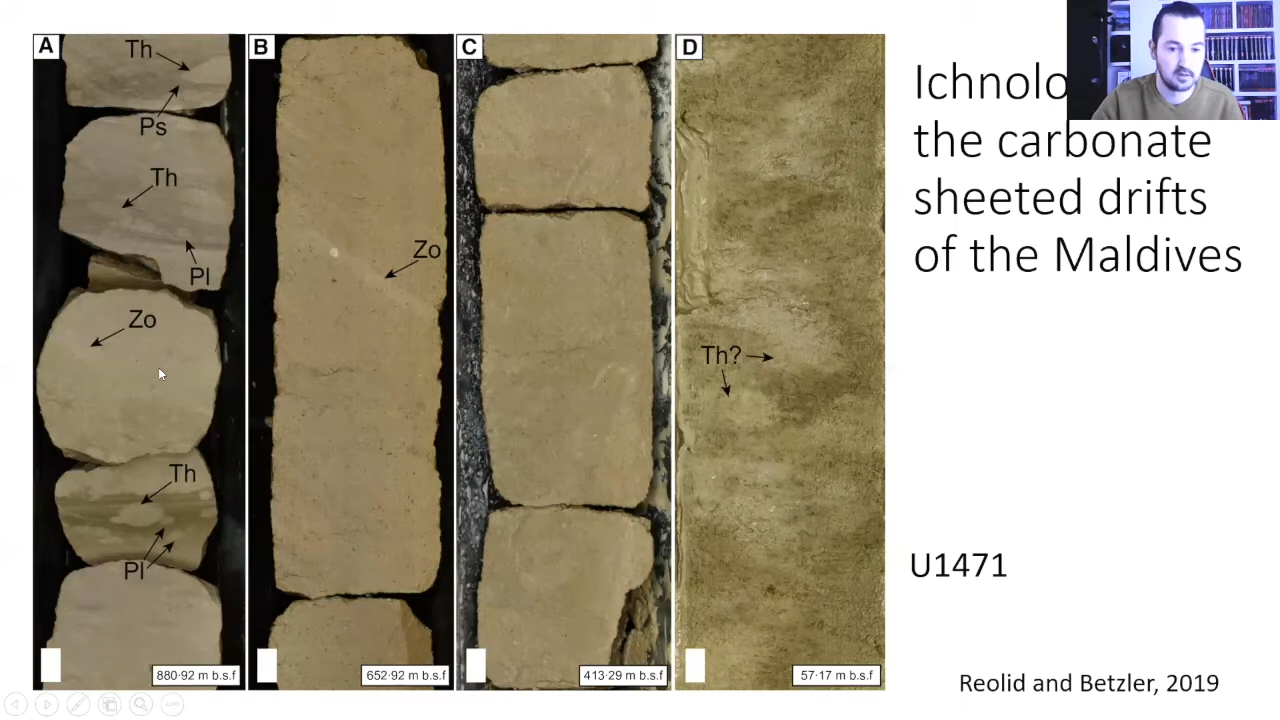 A
Th
Ps
Th
Pl
Zo
Th
Pl
880·92 m b.s.f
B
Zo
652·92 m b.s.f
C
413·29 m b.s.f
D
Th?
57·17 m b.s.f
the carbonate
sheeted drifts
of the Maldives
U1471
Reolid and Betzler, 2019